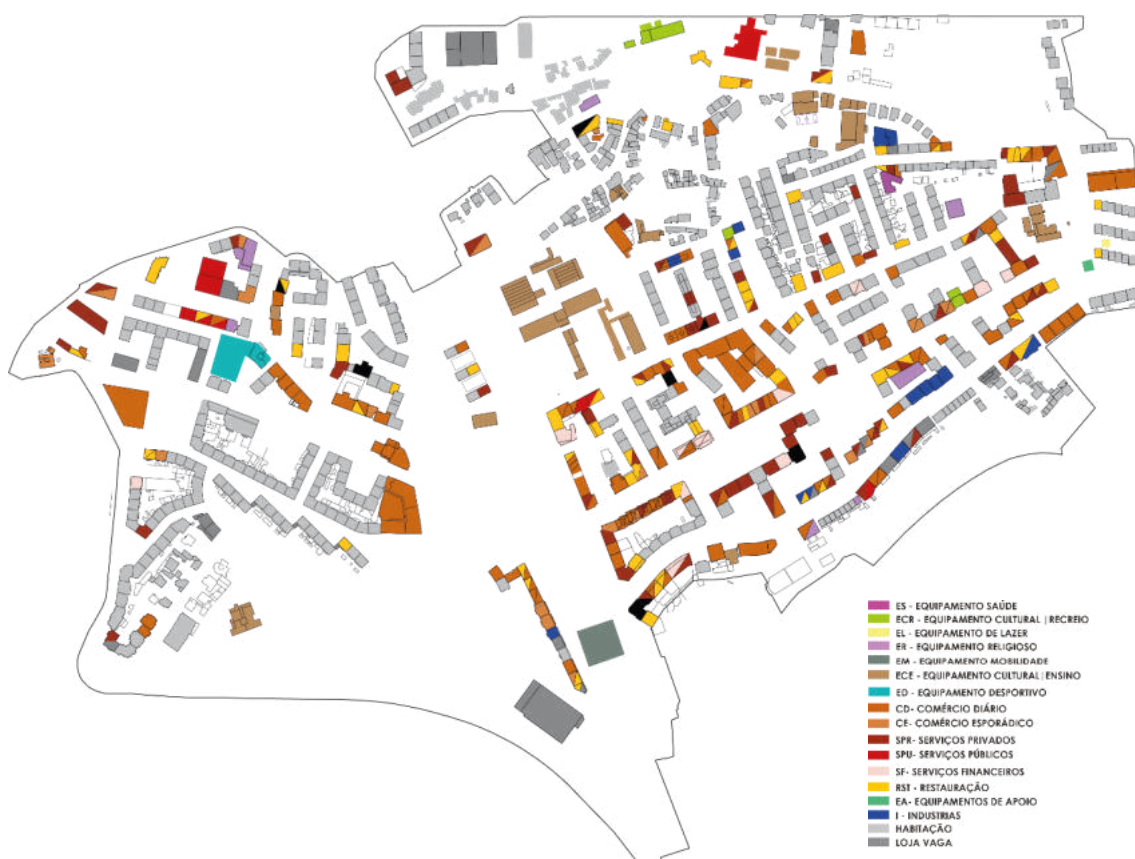 ES - EQUIPAMENTO SAÚDE
ECR - EQUIPAMENTO CULTURAL | RECREIO
EL - EQUIPAMENTO DE LAZER
ER - EQUIPAMENTO RELIGIOSO
EM - EQUIPAMENTO MOBILIDADE
ECE - EQUIPAMENTO CULTURAL | ENSINO
ED - EQUIPAMENTO DESPORTIVO
CD- COMÉRCIO DIÁRIO
CE- COMÉRCIO ESPORÁDICO
SPR- SERVIÇOS PRIVADOS
SPU- SERVIÇOS PÚBLICOS
SF- SERVIÇOS FINANCEIROS
RST - RESTAURAÇÃO
EA- EQUIPAMENTOS DE APOIO
I - INDUSTRIAS
HABITAÇÃO
LOJA VAGA